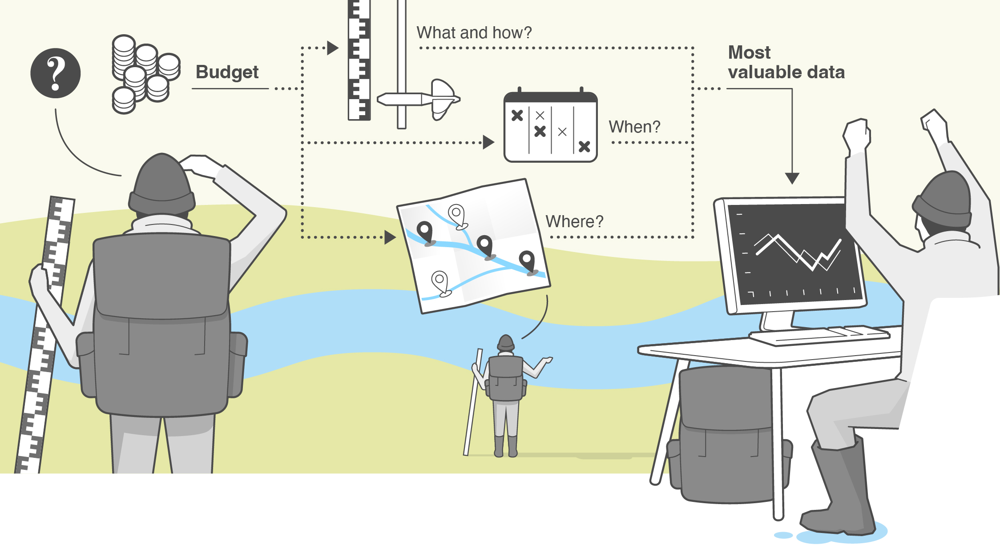 ?
Budget
What and how?
When?
Where?
Most
valuable data